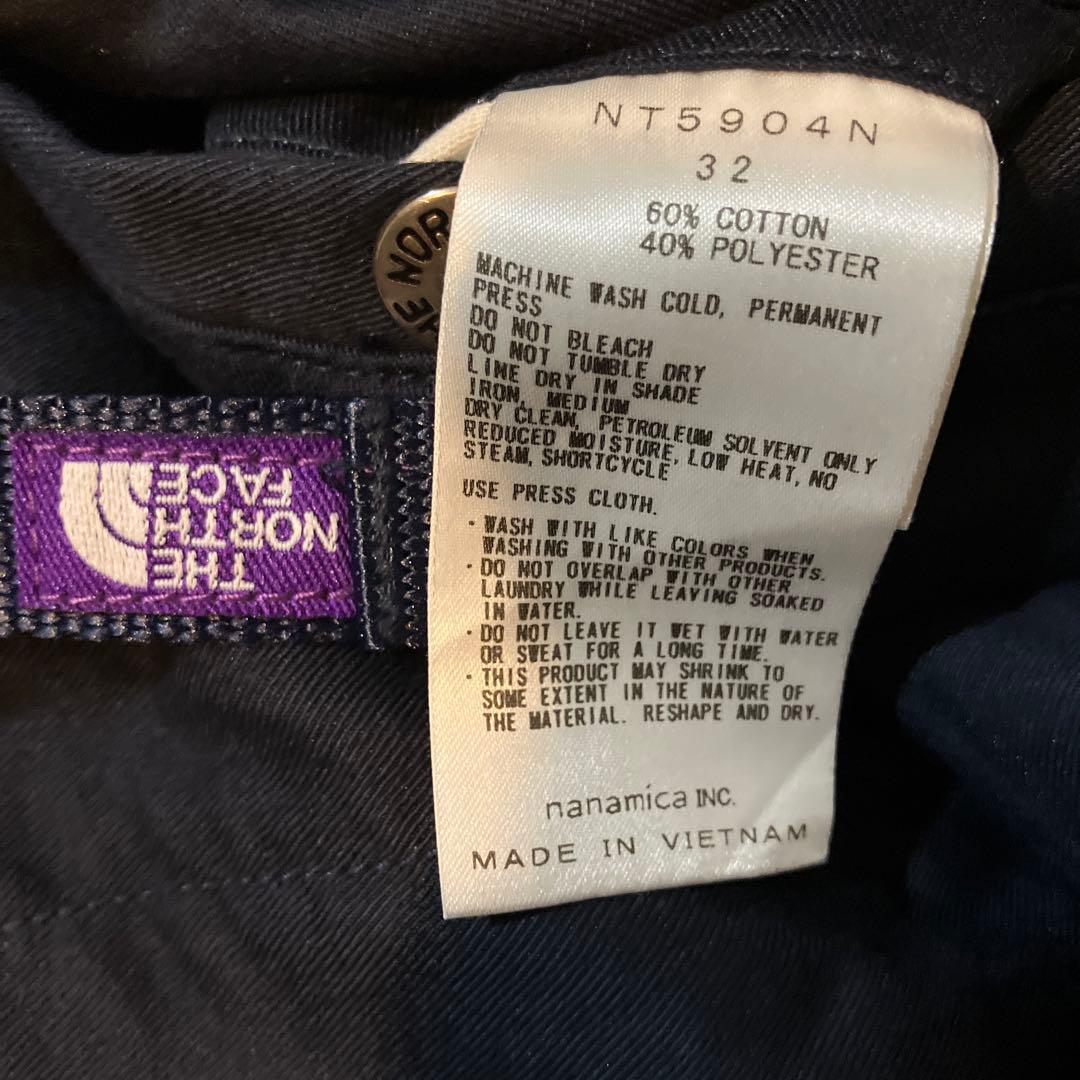 NT5904N
32
60% COTTON
40% POLYESTER
MACHINE WASH COLD, PERMANENT
PRESS
DO NOT BLEACH
DO NOT TUMBLE DRY
LINE DRY IN SHADE
IRON, MEDIUM
DRY CLEAN, PETROLEUM SOLVENT ONLY
REDUCED MOISTURE, LOW HEAT, NO
STEAM, SHORTCYCLE
USE PRESS CLOTH.
・WASH WITH LIKE COLORS WHEN
WASHING WITH OTHER PRODUCTS.
・DO NOT OVERLAP WITH OTHER
LAUNDRY WHILE LEAVING SOAKED
IN WATER.
・DO NOT LEAVE IT WET WITH WATER
OR SWEAT FOR A LONG TIME.
・THIS PRODUCT MAY SHRINK TO
SOME EXTENT IN THE NATURE OF
THE MATERIAL. RESHAPE AND DRY.
nanamica INC.
MADE IN VIETNAM
THE
NORTH
FACE
NOR
HE